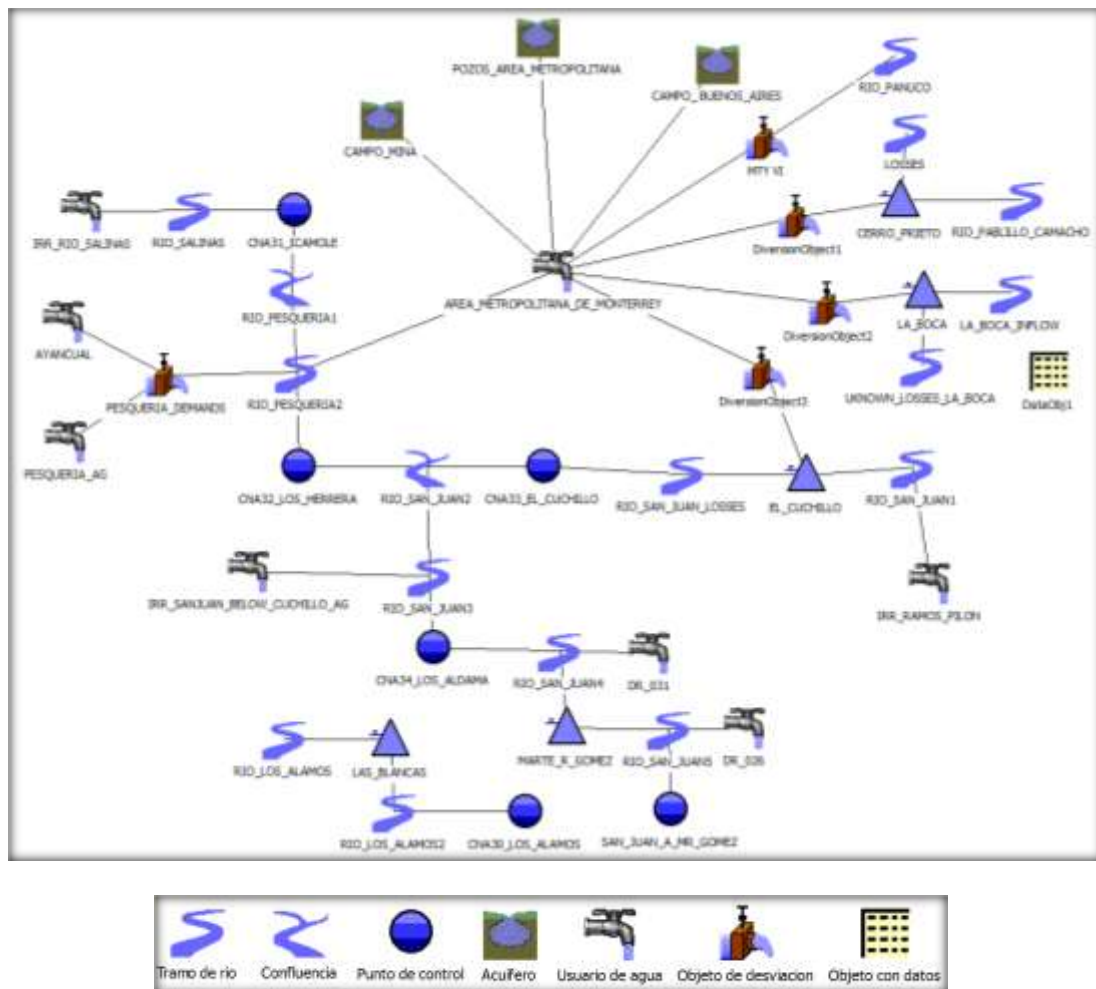 POZOS_AREA_METROPOLITANA
CAMPO_BUENOS_AIRES
RIO_PANUCO
CAMPO_MINA
MTY VI
LOSSES
IRR_RIO_SALINAS
RIO_SALINAS
CNA31_ICAMOLE
DiversionObject1
CERRO_PRIETO
RIO_PABLILLO_CAMACHO
RIO_PESQUERIA1
AREA_METROPOLITANA_DE_MONTERREY
AYANCUAL
DiversionObject2
LA_BOCA
LA_BOCA_INFLOW
PESQUERIA_DEMANDS
RIO_PESQUERIA2
DiversionObject3
UKNOWN_LOSSES_LA_BOCA
DataObj1
PESQUERIA_AG
CNA32_LOS_HERRERA
RIO_SAN_JUAN2
CNA33_EL_CUCHILLO
RIO_SAN_JUAN_LOSSES
EL_CUCHILLO
RIO_SAN_JUAN1
IRR_SANJUAN_BELOW_CUCHILLO_AG
RIO_SAN_JUAN3
IRR_RAMOS_PILON
CNA34_LOS_ALDAMA
RIO_SAN_JUAN4
DR_031
RIO_LOS_ALAMOS
LAS_BLANCAS
MARTE_R_GOMEZ
RIO_SAN_JUAN5
DR_026
RIO_LOS_ALAMOS2
CNA30_LOS_ALAMOS
SAN_JUAN_A_MR_GOMEZ
Tramo de rio
Confluencia
Punto de control
Acuifero
Usuario de agua
Objeto de desviacion
Objeto con datos